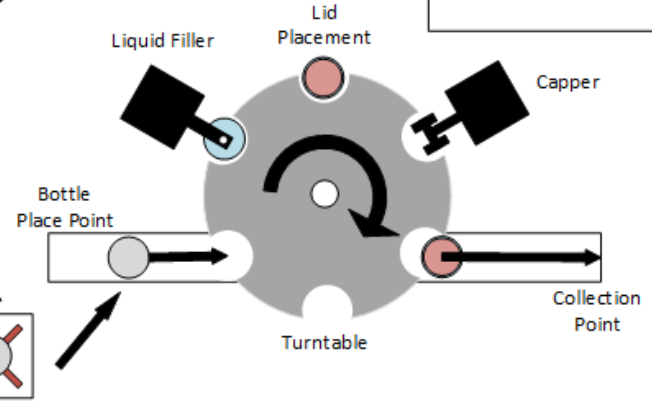 Lid
Placement
Liquid Filler
Capper
Bottle
Place Point
Collection
Point
Turntable